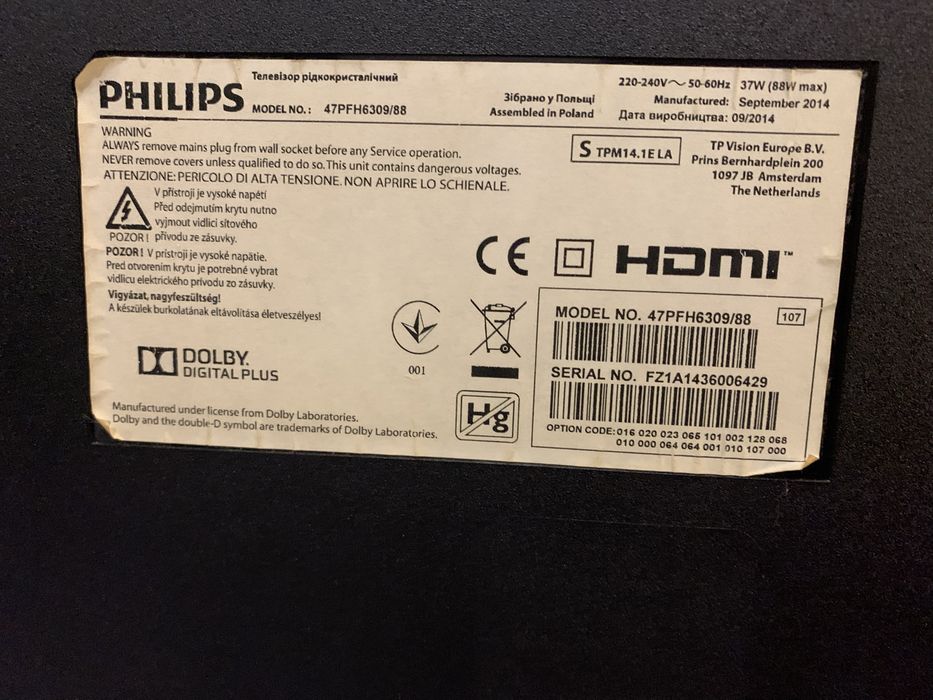 PHILIPS
Телевізор рідкокристалічний
MODEL NO.: 47PFH6309/88
Зібрано у Польщі
Assembled in Poland
220-240V～ 50-60Hz 37W (88W max)
Manufactured: September 2014
Дата виробництва: 09/2014
WARNING
ALWAYS remove mains plug from wall socket before any Service operation.
NEVER remove covers unless qualified to do so. This unit contains dangerous voltages.
ATTENZIONE: PERICOLO DI ALTA TENSIONE. NON APRIRE LO SCHIENALE.
S TPM14.1E LA
TP Vision Europe B.V.
Prins Bernhardplein 200
1097 JB Amsterdam
The Netherlands
V přístroji je vysoké napětí
Před odejmutím krytu nutno
vyjmout vidlici síťového
POZOR! přívodu ze zásuvky.
POZOR! V prístroji je vysoké napätie.
Pred otvorením krytu je potrebné vybrat
vidlicu elektrického prívodu zo zásuvky.
Vigyázat, nagyfeszültség!
A készülek burkolatának eltávolítása életveszélyes!
CE
HDMI™
001
DOLBY
DIGITAL PLUS
Manufactured under license from Dolby Laboratories.
Dolby and the double-D symbol are trademarks of Dolby Laboratories.
Hg
MODEL NO. 47PFH6309/88
107
SERIAL NO. FZ1A1436006429
OPTION CODE:016 020 023 065 101 002 128 068
010 000 064 064 001 010 107 000